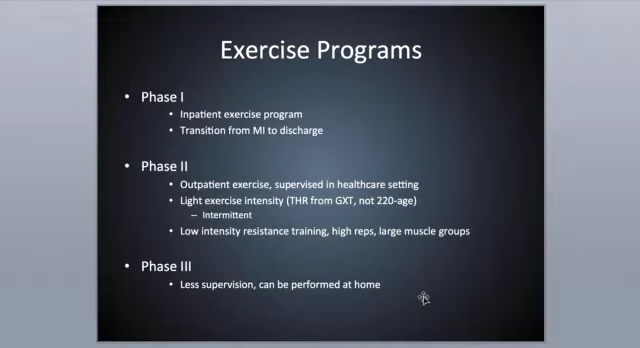 Exercise Programs
• Phase I
• Inpatient exercise program
• Transition from MI to discharge
• Phase II
• Outpatient exercise, supervised in healthcare setting
• Light exercise intensity (THR from GXT, not 220-age)
– Intermittent
• Low intensity resistance training, high reps, large muscle groups
• Phase III
• Less supervision, can be performed at home